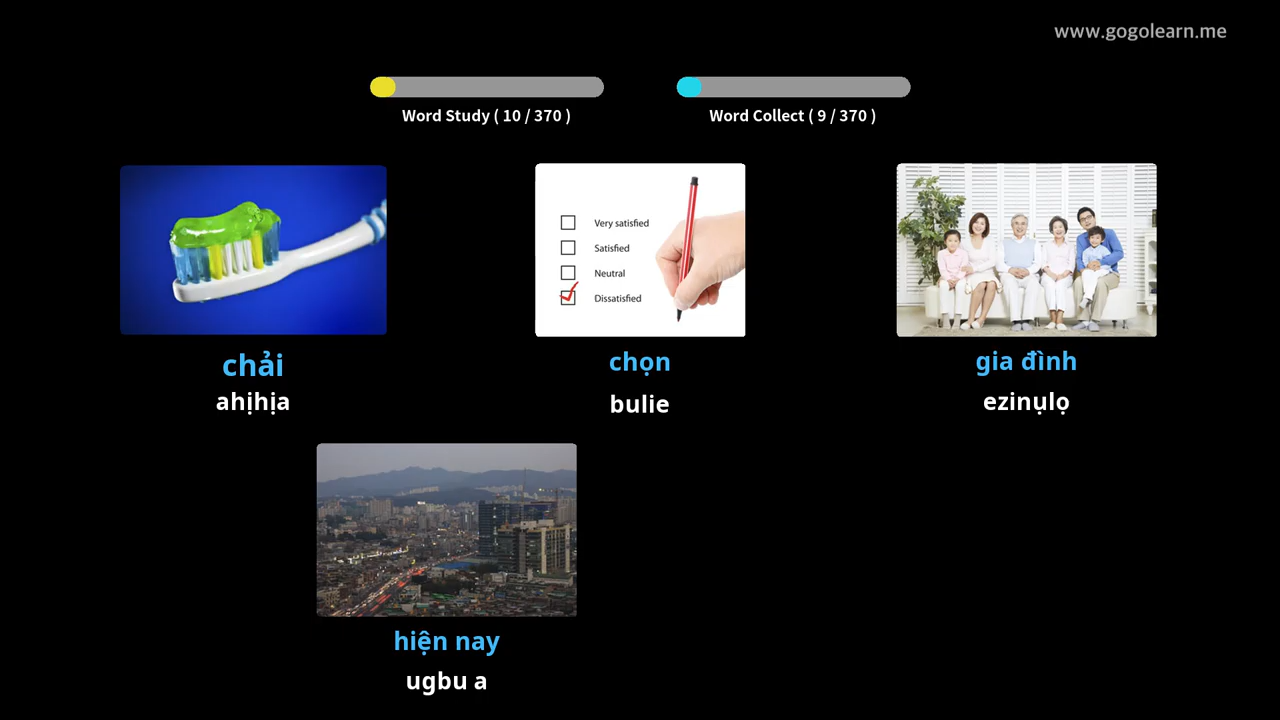 www.gogolearn.me
Word Study ( 10 / 370 )
Word Collect ( 9 / 370 )
Very satisfied
Satisfied
Neutral
Dissatisfied
chải
ahịhịa
chọn
bulie
gia đình
ezinụlọ
hiện nay
ugbu a